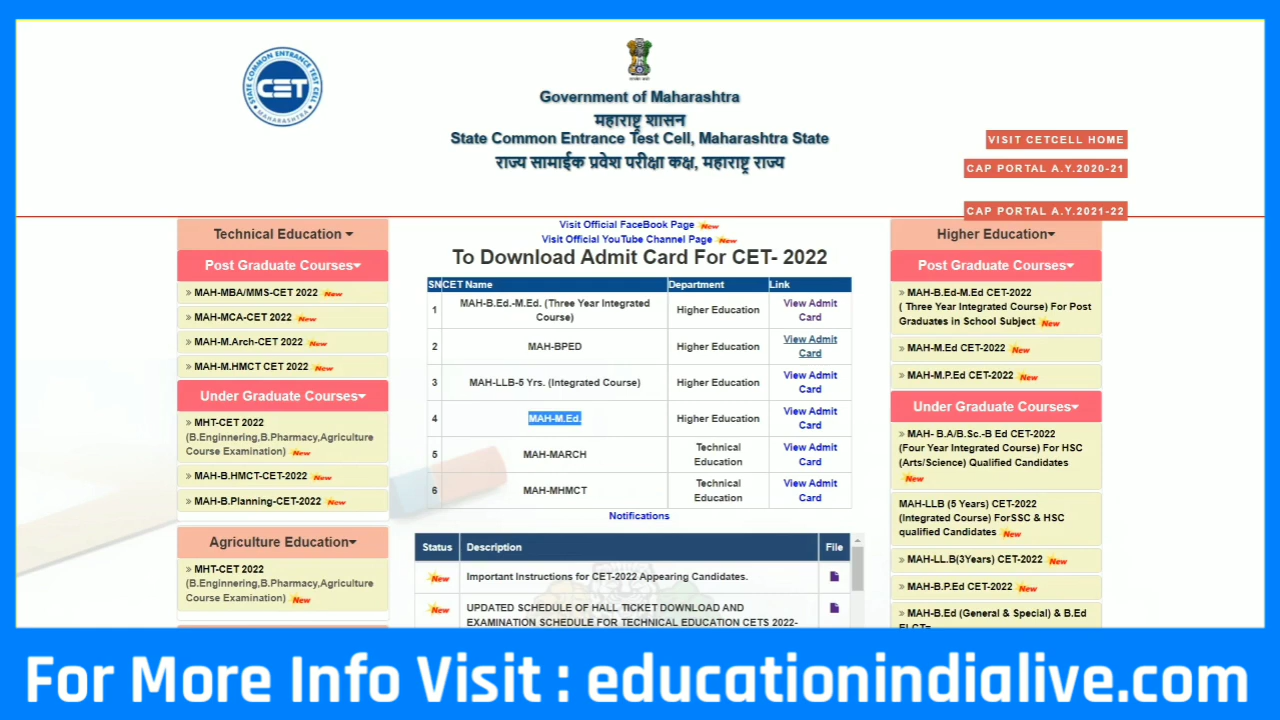 STATE COMMON ENTRANCE TEST CELL
CET
MAHARASHTRA
Government of Maharashtra
महाराष्ट्र शासन
State Common Entrance Test Cell, Maharashtra State
राज्य सामाईक प्रवेश परीक्षा कक्ष, महाराष्ट्र राज्य
VISIT CETCELL HOME
CAP PORTAL A.Y.2020-21
CAP PORTAL A.Y.2021-22
Technical Education
Post Graduate Courses
» MAH-MBA/MMS-CET 2022 New
» MAH-MCA-CET 2022 New
» MAH-M.Arch-CET 2022 New
» MAH-M.HMCT CET 2022 New
Under Graduate Courses
» MHT-CET 2022
(B.Enginnering,B.Pharmacy,Agriculture
Course Examination) New
» MAH-B.HMCT-CET-2022 New
» MAH-B.Planning-CET-2022 New
Agriculture Education
» MHT-CET 2022
(B.Enginnering,B.Pharmacy,Agriculture
Course Examination) New
Visit Official FaceBook Page New
Visit Official YouTube Channel Page New
To Download Admit Card For CET- 2022
SN CET Name Department Link
1 MAH-B.Ed.-M.Ed. (Three Year Integrated Course) Higher Education View Admit Card
2 MAH-BPED Higher Education View Admit Card
3 MAH-LLB-5 Yrs. (Integrated Course) Higher Education View Admit Card
4 MAH-M.Ed. Higher Education View Admit Card
5 MAH-MARCH Technical Education View Admit Card
6 MAH-MHMCT Technical Education View Admit Card
Notifications
Status Description File
New Important Instructions for CET-2022 Appearing Candidates.
New UPDATED SCHEDULE OF HALL TICKET DOWNLOAD AND
EXAMINATION SCHEDULE FOR TECHNICAL EDUCATION CETS 2022-
Higher Education
Post Graduate Courses
» MAH-B.Ed-M.Ed CET-2022
( Three Year Integrated Course) For Post
Graduates in School Subject New
» MAH-M.Ed CET-2022 New
» MAH-M.P.Ed CET-2022 New
Under Graduate Courses
» MAH- B.A/B.Sc.-B Ed CET-2022
(Four Year Integrated Course) For HSC
(Arts/Science) Qualified Candidates
New
MAH-LLB (5 Years) CET-2022
(Integrated Course) ForSSC & HSC
qualified Candidates New
» MAH-LL.B(3Years) CET-2022 New
» MAH-B.P.Ed CET-2022 New
» MAH-B.Ed (General & Special) & B.Ed
For More Info Visit : educationindialive.com